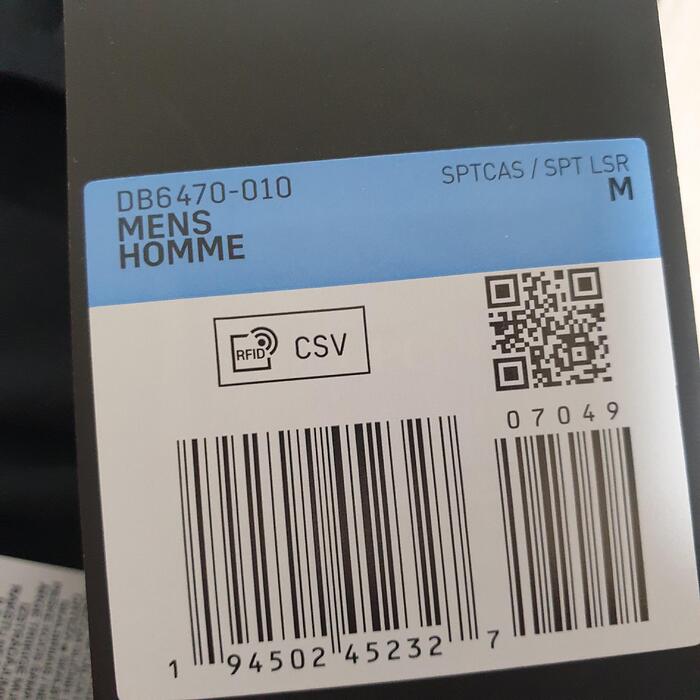 DB6470-010
SPTCAS / SPT LSR
MENS
M
HOMME
RFID
CSV
07049
1 94502 45232 7